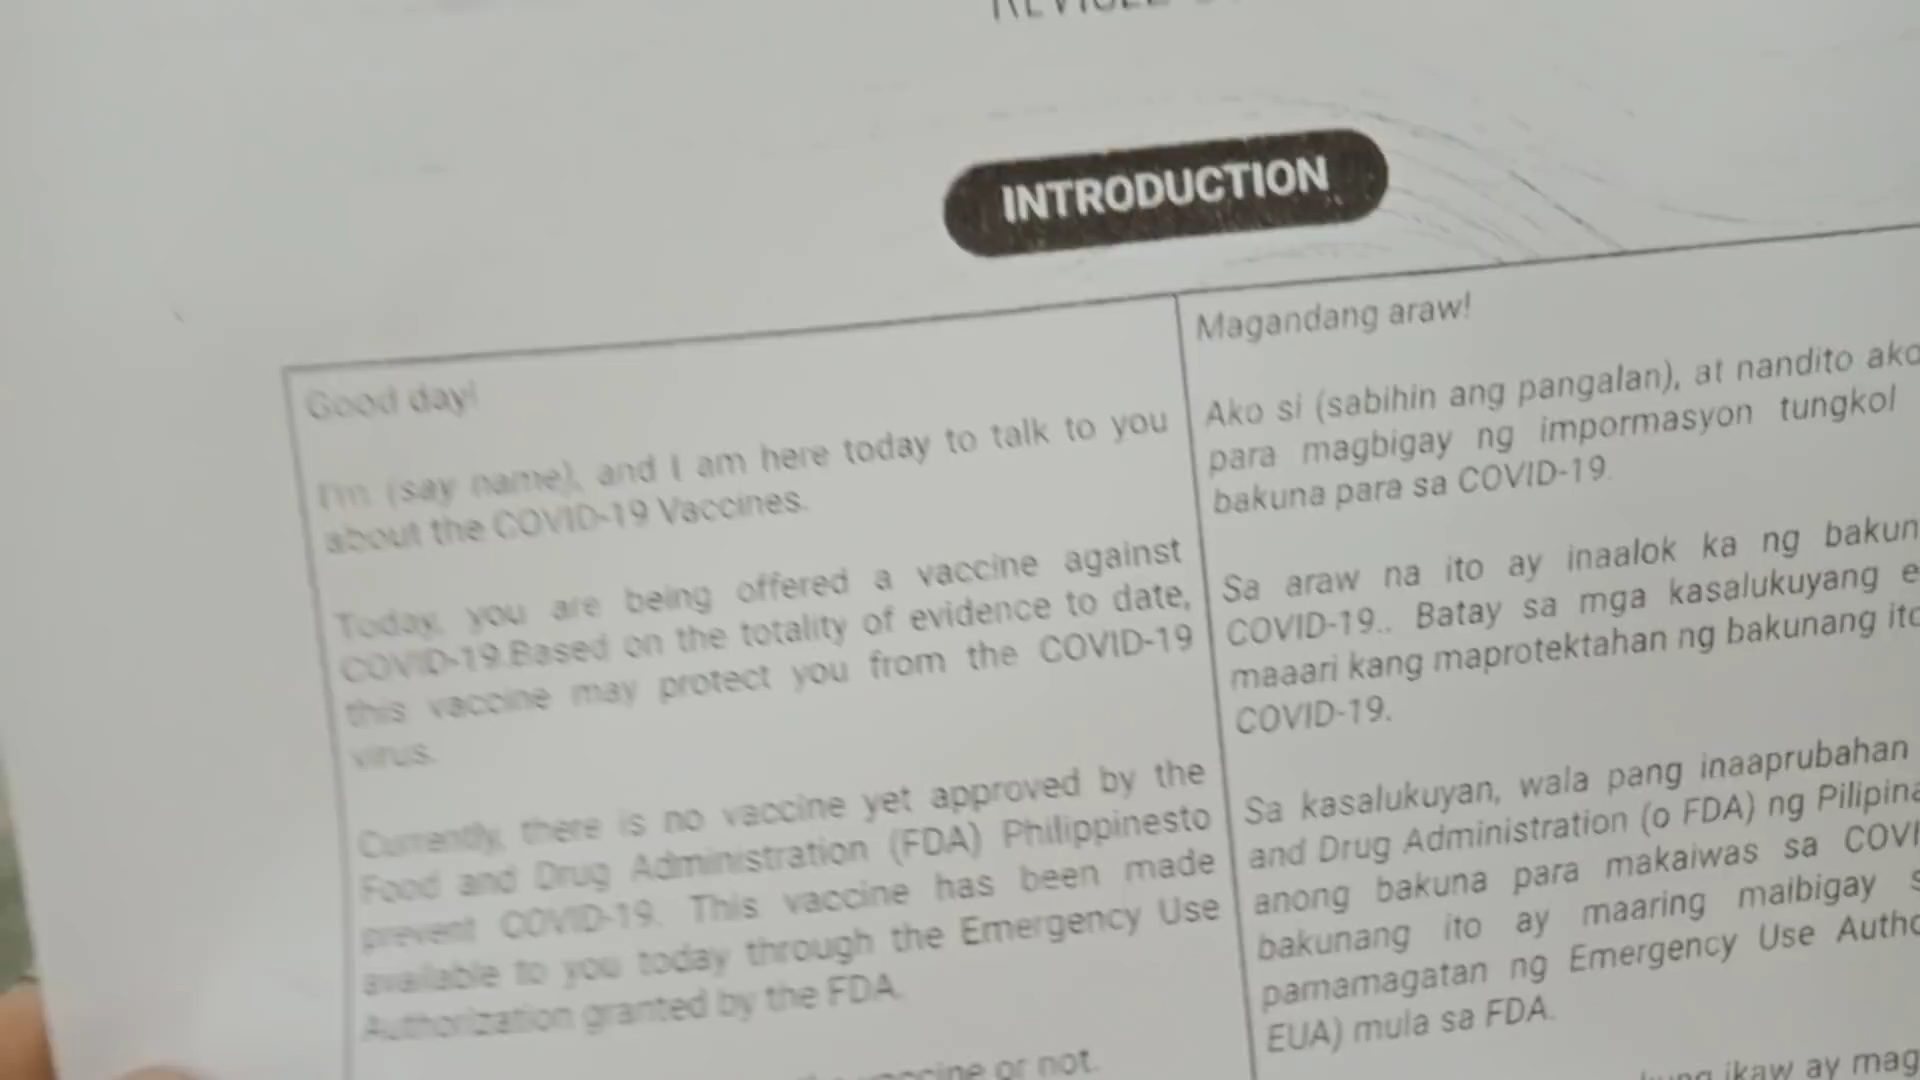 INTRODUCTION
Good day!
I'm (say name), and I am here today to talk to you
about the COVID-19 Vaccines.
Today, you are being offered a vaccine against
COVID-19.Based on the totality of evidence to date,
this vaccine may protect you from the COVID-19
virus.
Currently, there is no vaccine yet approved by the
Food and Drug Administration (FDA) Philippinesto
prevent COVID-19. This vaccine has been made
available to you today through the Emergency Use
Authorization granted by the FDA.
or not.
Magandang araw!
Ako si (sabihin ang pangalan), at nandito ako
para magbigay ng impormasyon tungkol
bakuna para sa COVID-19.
Sa araw na ito ay inaalok ka ng
COVID-19.. Batay sa mga kasalukuyang
maaari kang maprotektahan ng bakunang
COVID-19.
Sa kasalukuyan, wala pang inaaprubahan
and Drug Administration (o FDA) ng
anong bakuna para makaiwas sa
bakunang ito ay maaring maibigay
pamamagatan ng Emergency Use
EUA) mula sa FDA.
ikaw ay